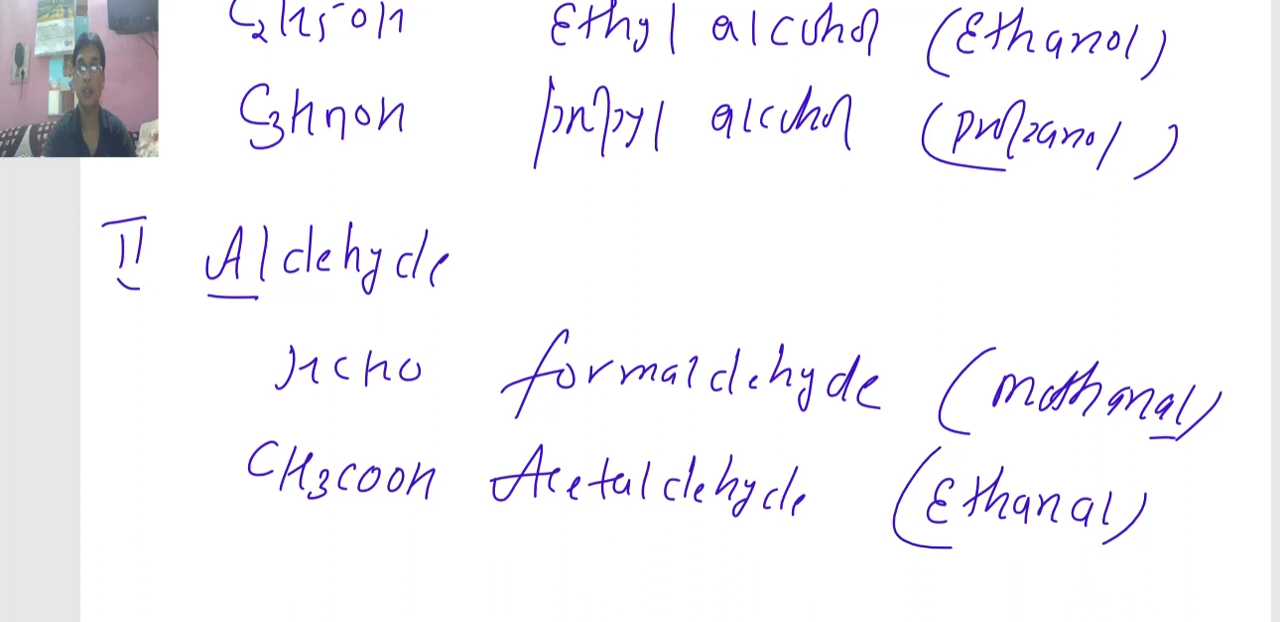 C2H5OH Ethyl alcohol (Ethanol)
C3H7OH propyl alcohol (propanol)
II Aldehyde
HCHO formaldehyde (methanal)
CH3COOH Acetaldehyde (Ethanal)